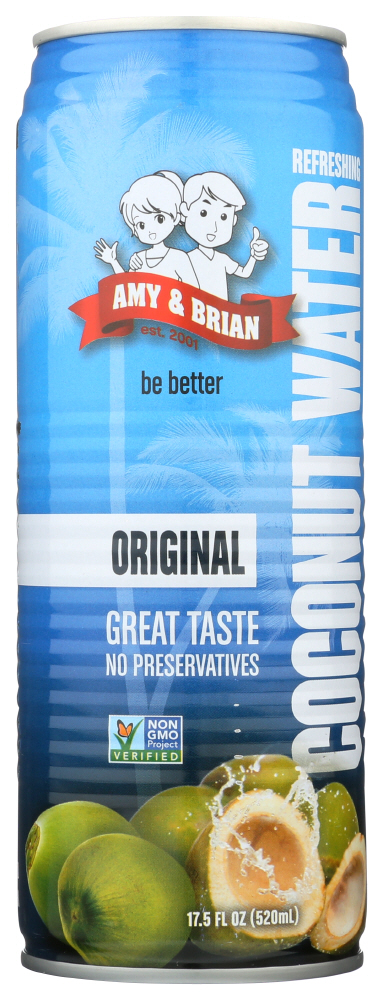 AMY & BRIAN
est. 2001
be better
REFRESHING
COCONUT WATER
ORIGINAL
GREAT TASTE
NO PRESERVATIVES
NON
GMO
Project
VERIFIED
17.5 FL OZ (520mL)